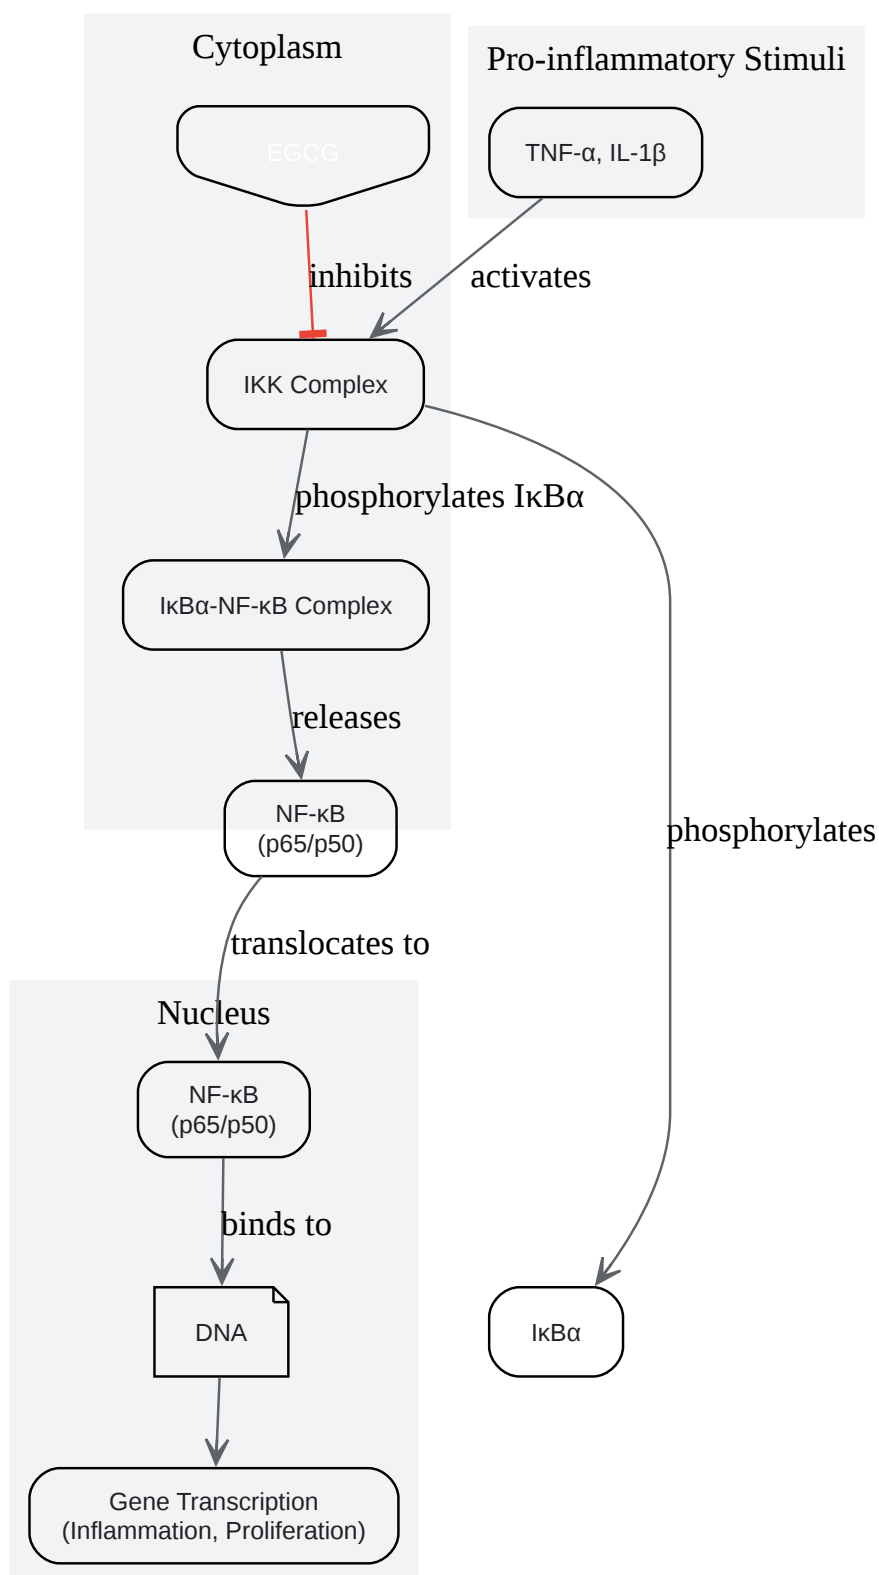 Cytoplasm
Pro-inflammatory Stimuli
EGCG
TNF-α, IL-1β
inhibits
activates
IKK Complex
phosphorylates IκBα
IκBα-NF-κB Complex
releases
NF-κB
(p65/p50)
phosphorylates
translocates to
Nucleus
NF-κB
(p65/p50)
binds to
DNA
IκBα
Gene Transcription
(Inflammation, Proliferation)